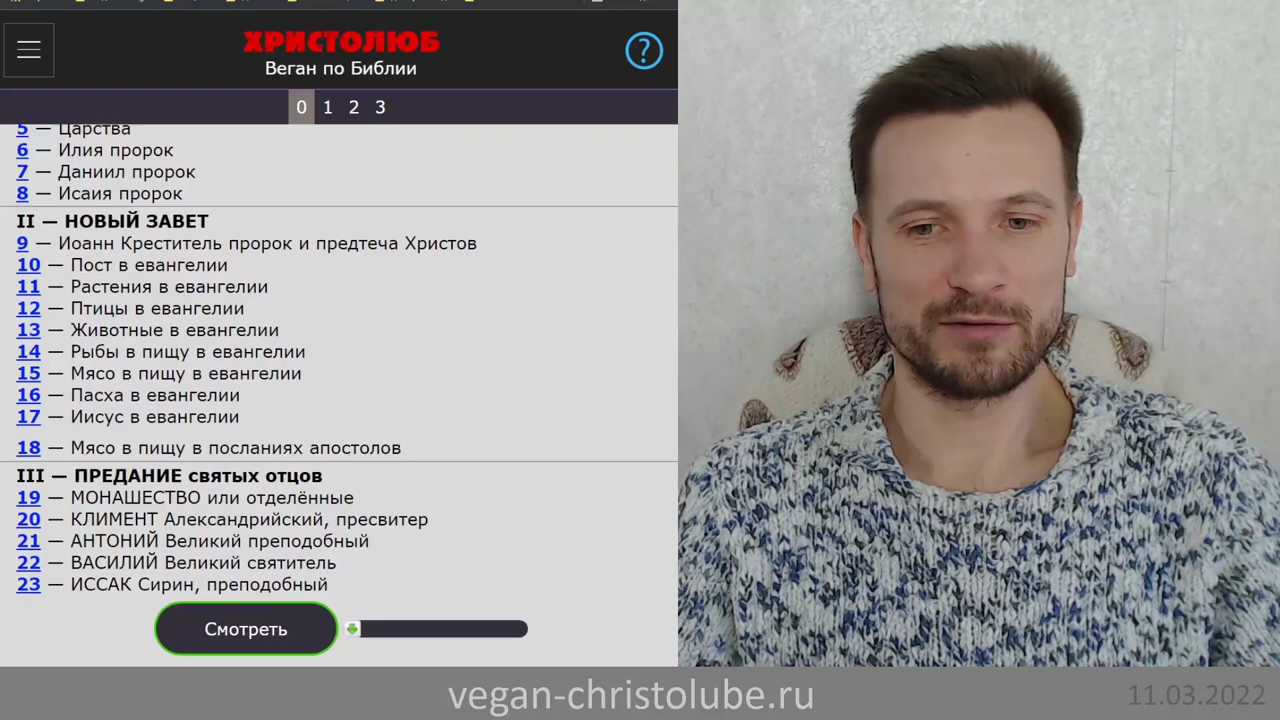 ХРИСТОЛЮБ
Веган по Библии
?
0 1 2 3
5 — Царства
6 — Илия пророк
7 — Даниил пророк
8 — Исаия пророк
II — НОВЫЙ ЗАВЕТ
9 — Иоанн Креститель пророк и предтеча Христов
10 — Пост в евангелии
11 — Растения в евангелии
12 — Птицы в евангелии
13 — Животные в евангелии
14 — Рыбы в пищу в евангелии
15 — Мясо в пищу в евангелии
16 — Пасха в евангелии
17 — Иисус в евангелии
18 — Мясо в пищу в посланиях апостолов
III — ПРЕДАНИЕ святых отцов
19 — МОНАШЕСТВО или отделённые
20 — КЛИМЕНТ Александрийский, пресвитер
21 — АНТОНИЙ Великий преподобный
22 — ВАСИЛИЙ Великий святитель
23 — ИССАК Сирин, преподобный
Смотреть
vegan-christolube.ru
11.03.2022